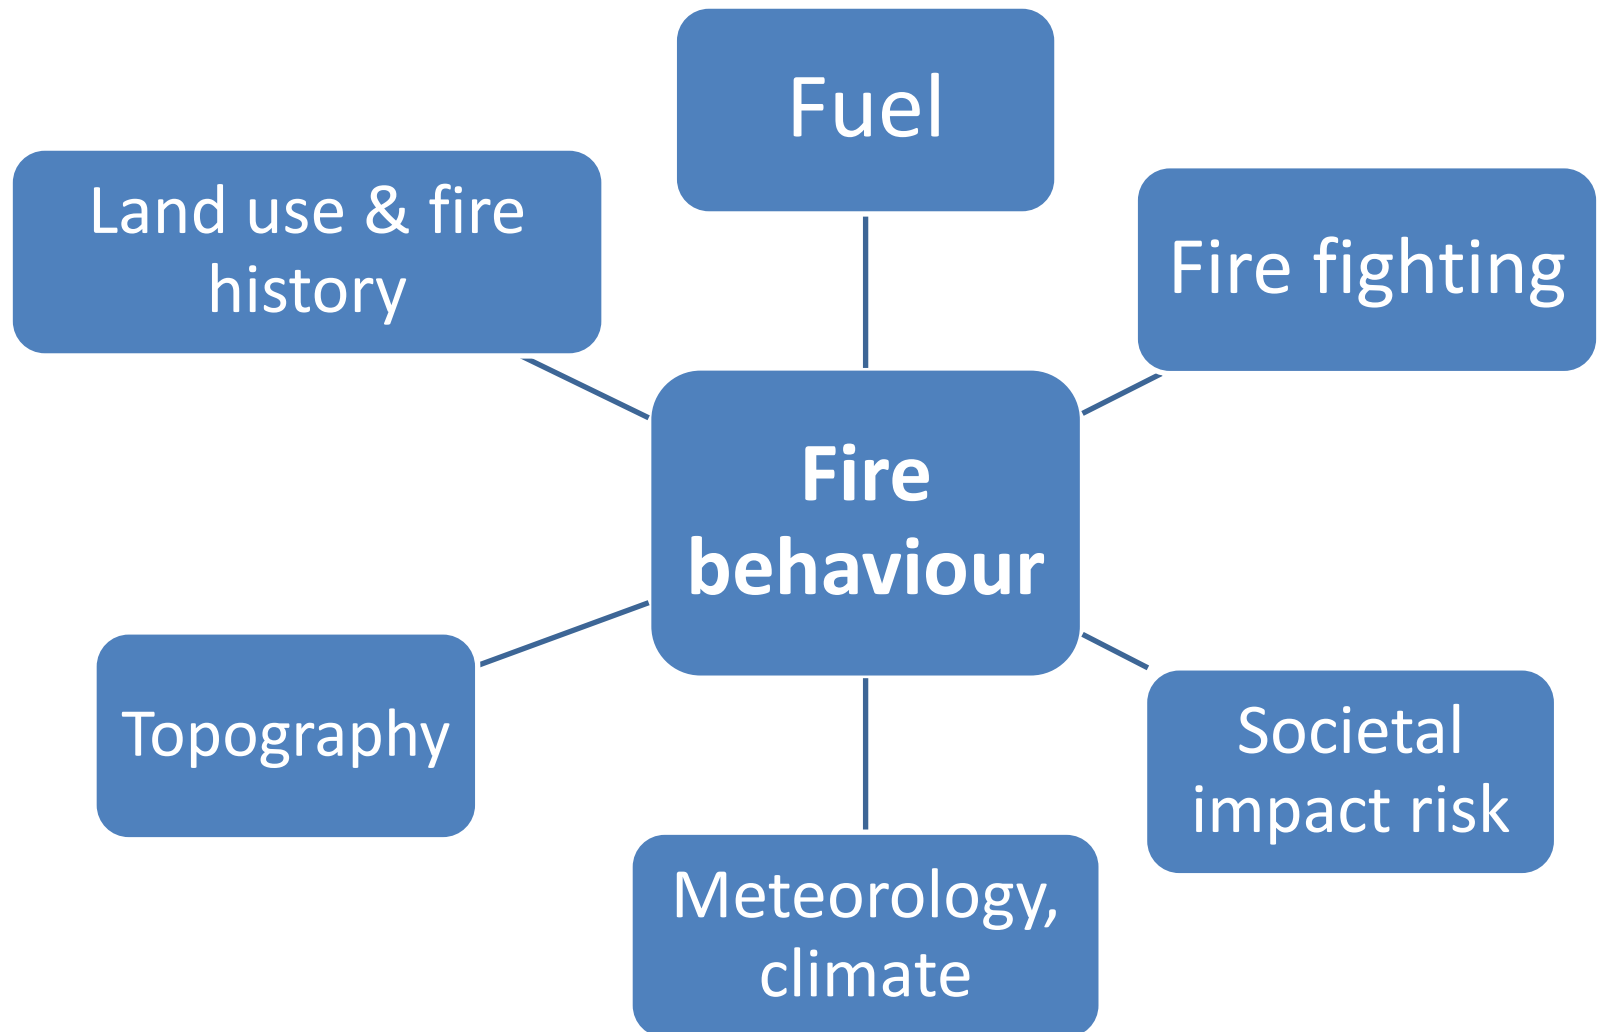 Fuel
Land use & fire
history
Fire fighting
Fire
behaviour
Topography
Societal
impact risk
Meteorology,
climate